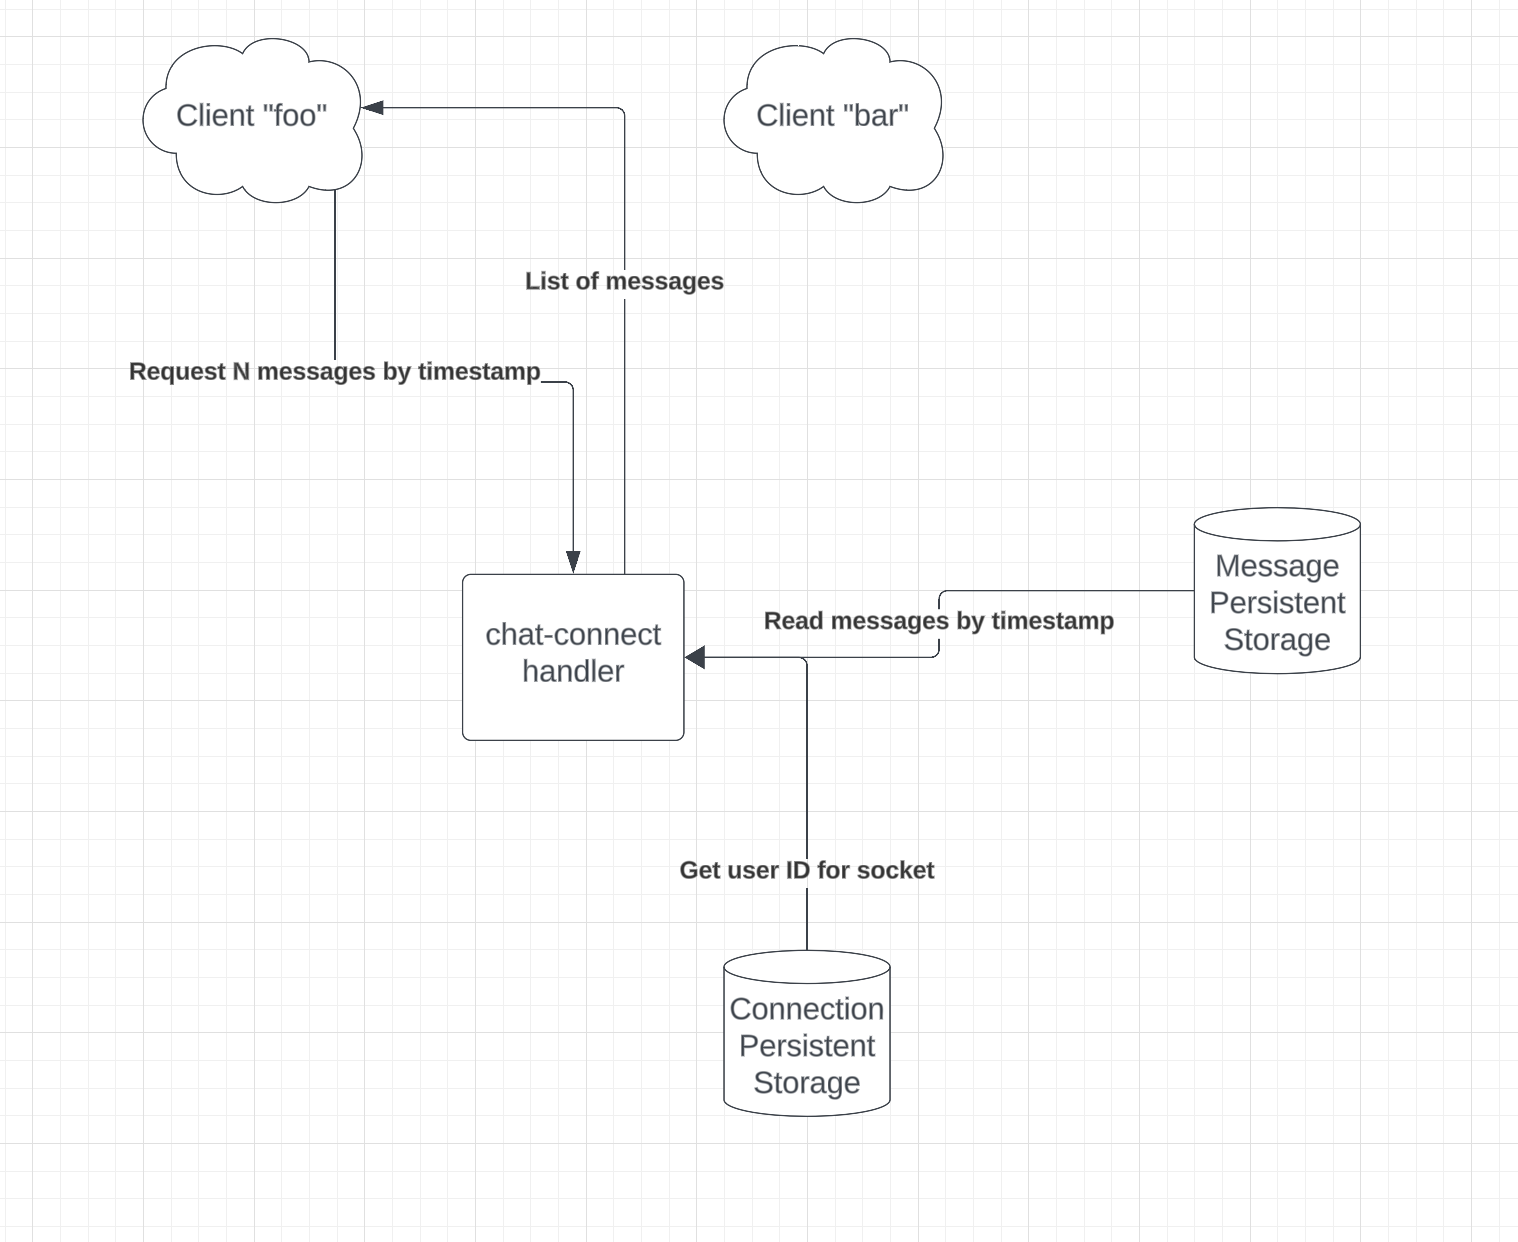 Client "foo"
Client "bar"
List of messages
Request N messages by timestamp
chat-connect
handler
Read messages by timestamp
Message
Persistent
Storage
Get user ID for socket
Connection
Persistent
Storage